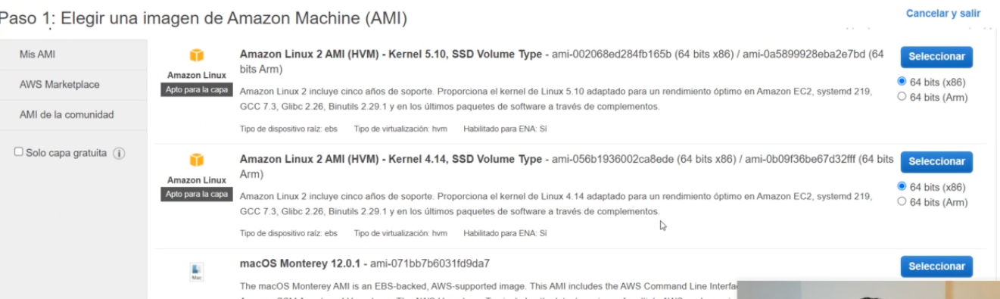 Paso 1: Elegir una imagen de Amazon Machine (AMI)
Cancelar y salir
Mis AMI
AWS Marketplace
AMI de la comunidad
Solo capa gratuita
Amazon Linux
Apto para la capa
Amazon Linux 2 AMI (HVM) - Kernel 5.10, SSD Volume Type - ami-002068ed284fb165b (64 bits x86) / ami-0a5899928eba2e7bd (64
bits Arm)
Amazon Linux 2 incluye cinco años de soporte. Proporciona el kernel de Linux 5.10 adaptado para un rendimiento óptimo en Amazon EC2, systemd 219,
GCC 7.3, Glibc 2.26, Binutils 2.29.1 y en los últimos paquetes de software a través de complementos.
Tipo de dispositivo raíz: ebs Tipo de virtualización: hvm Habilitado para ENA: Sí
Seleccionar
64 bits (x86)
64 bits (Arm)
Amazon Linux
Apto para la capa
Amazon Linux 2 AMI (HVM) - Kernel 4.14, SSD Volume Type - ami-056b1936002ca8ede (64 bits x86) / ami-0b09f36be67d32fff (64 bits
Arm)
Amazon Linux 2 incluye cinco años de soporte. Proporciona el kernel de Linux 4.14 adaptado para un rendimiento óptimo en Amazon EC2, systemd 219,
GCC 7.3, Glibc 2.26, Binutils 2.29.1 y en los últimos paquetes de software a través de complementos.
Tipo de dispositivo raíz: ebs Tipo de virtualización: hvm Habilitado para ENA: Sí
Seleccionar
64 bits (x86)
64 bits (Arm)
Mac
macOS Monterey 12.0.1 - ami-071bb7b6031fd9da7
The macOS Monterey AMI is an EBS-backed, AWS-supported image. This AMI includes the AWS Command Line
Seleccionar